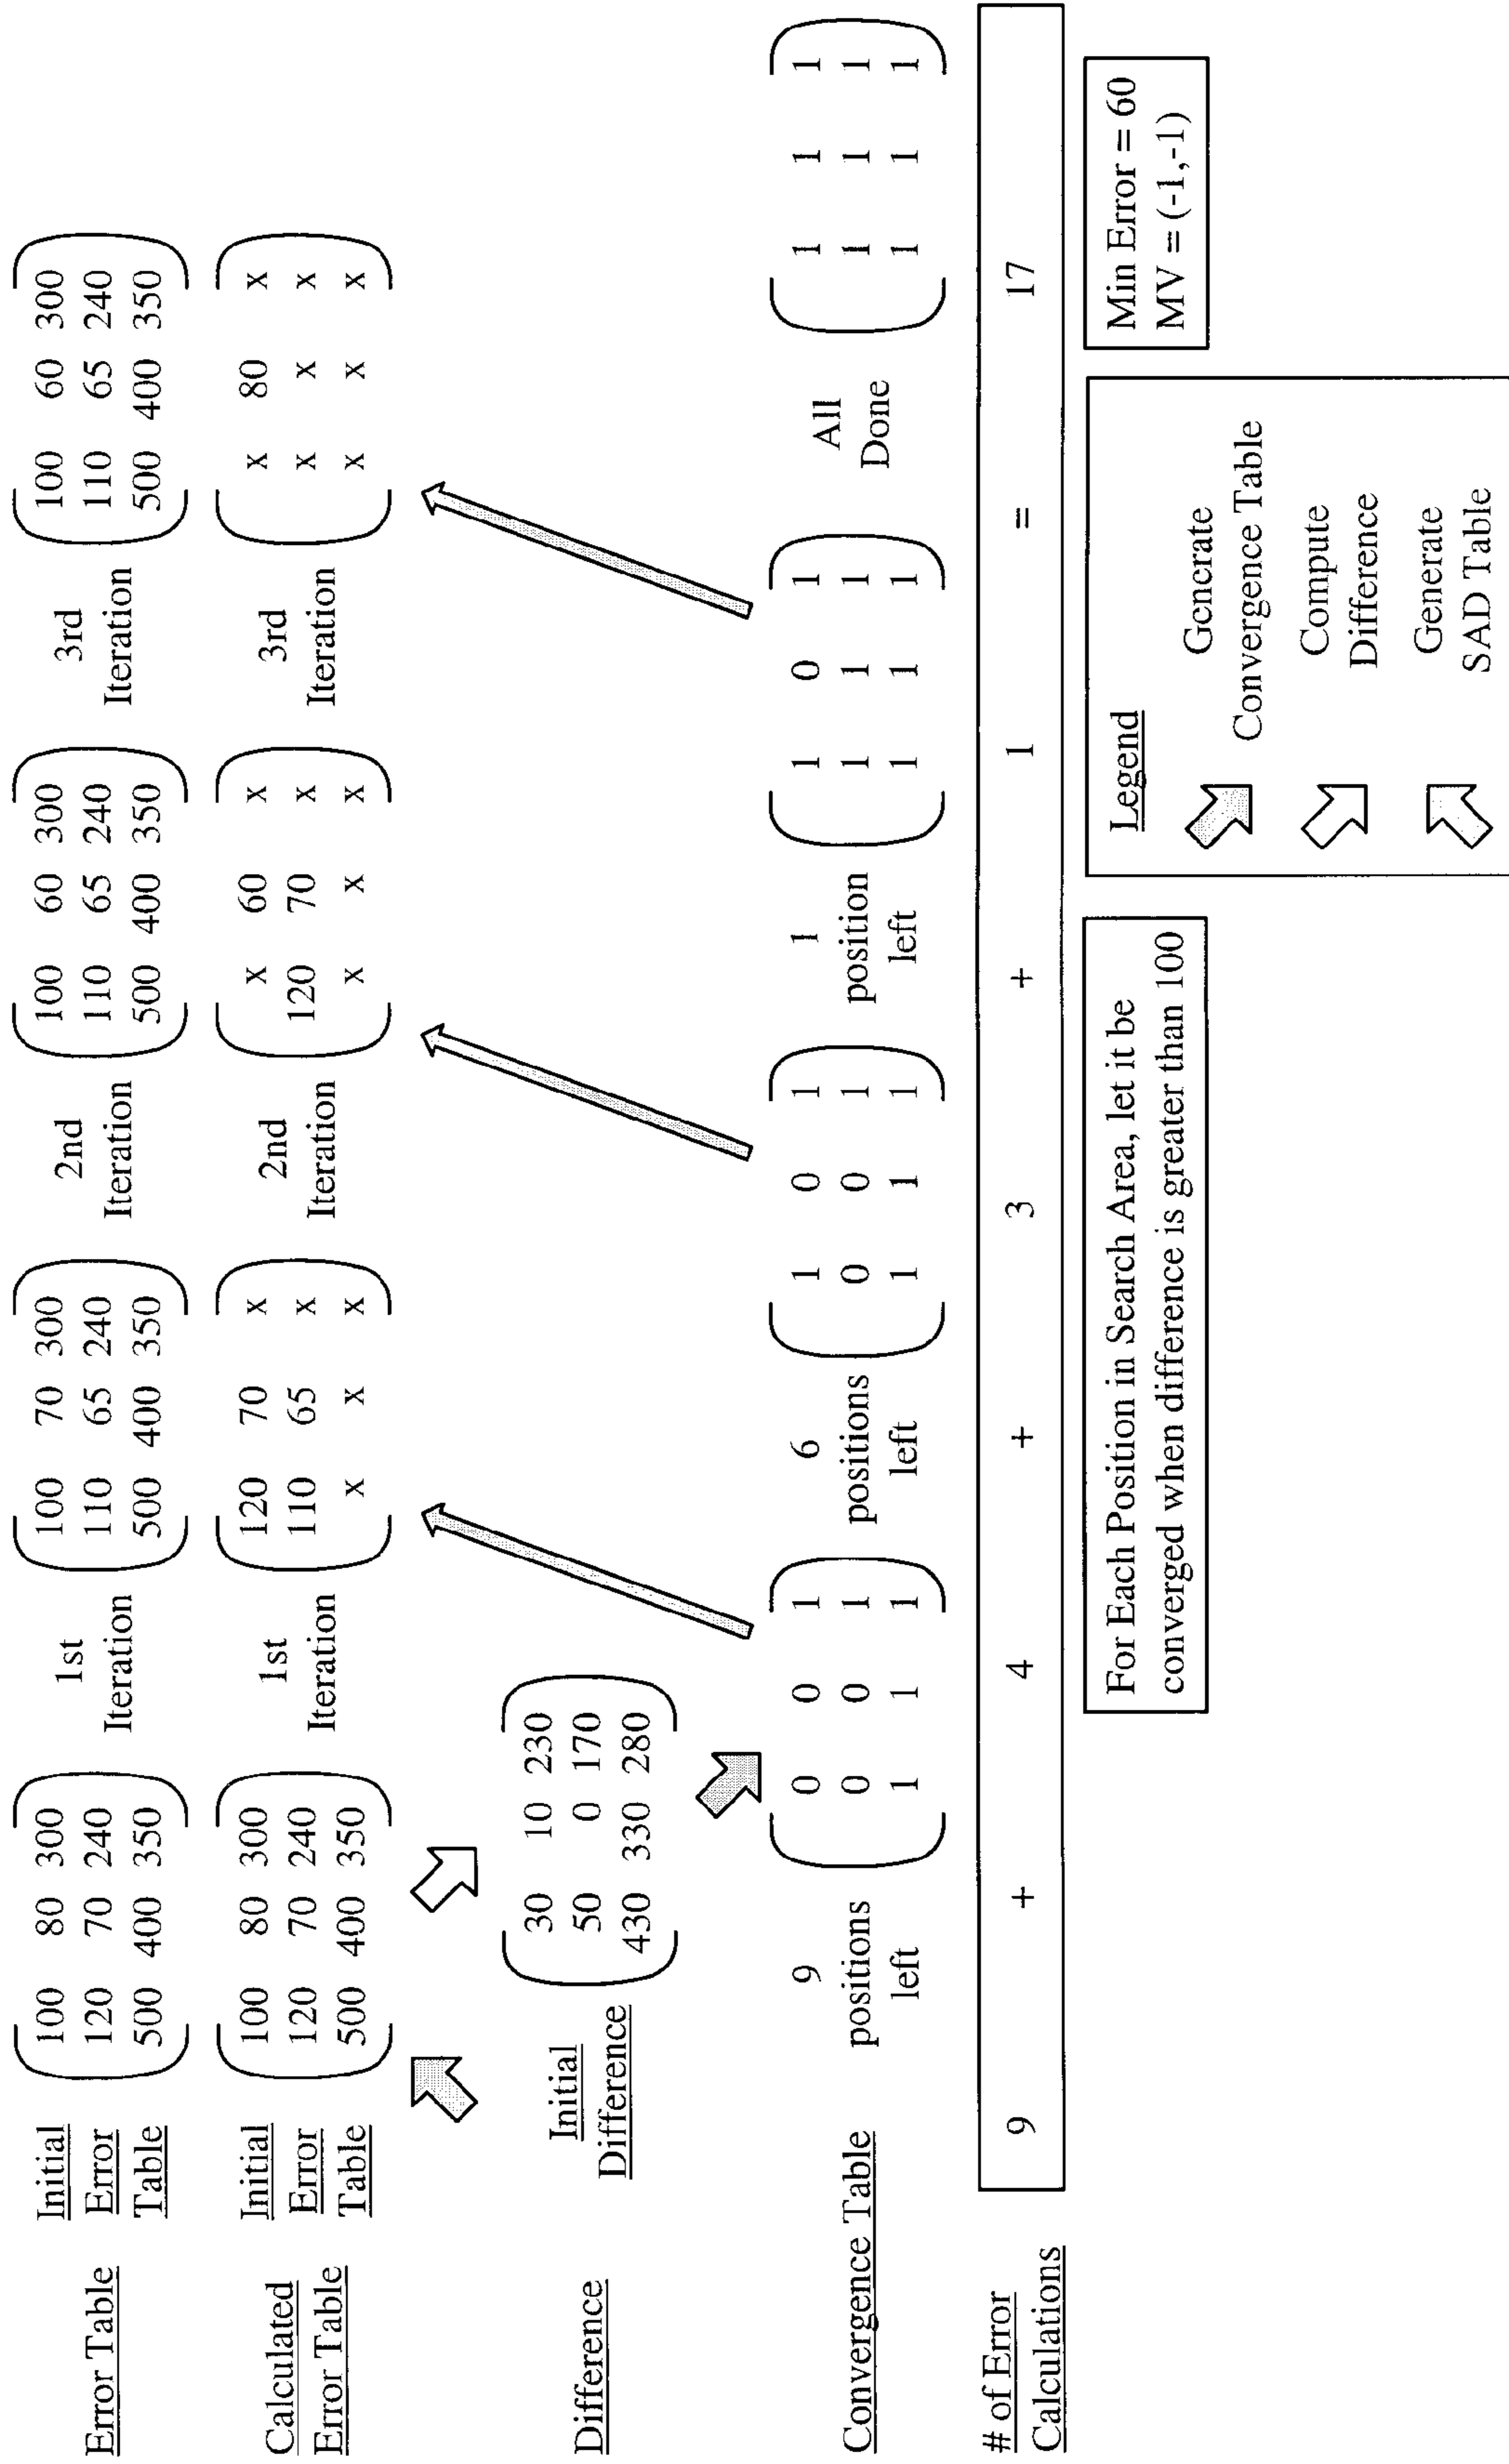 Error Table
Initial
Error
Table
100 80 300
120 70 240
500 400 350
1st
Iteration
100 70 300
110 65 240
500 400 350
2nd
Iteration
100 60 300
110 65 240
500 400 350
3rd
Iteration
100 60 300
110 65 240
500 400 350
Calculated
Error Table
Initial
Error
Table
100 80 300
120 70 240
500 400 350
1st
Iteration
120 70 x
110 65 x
x x x
2nd
Iteration
x 60 x
120 70 x
x x x
3rd
Iteration
x 80 x
x x x
x x x
Difference
Initial
Difference
30 10 230
50 0 170
430 330 280
Convergence Table
9
positions
left
0 0 1
0 0 1
1 1 1
6
positions
left
1 0 1
0 0 1
1 1 1
1
position
left
1 0 1
1 1 1
1 1 1
All
Done
1 1 1
1 1 1
1 1 1
# of Error
Calculations
9 + 4 + 3 + 1 = 17
For Each Position in Search Area, let it be
converged when difference is greater than 100
Legend
Generate
Convergence Table
Compute
Difference
Generate
SAD Table
Min Error = 60
MV = (-1,-1)